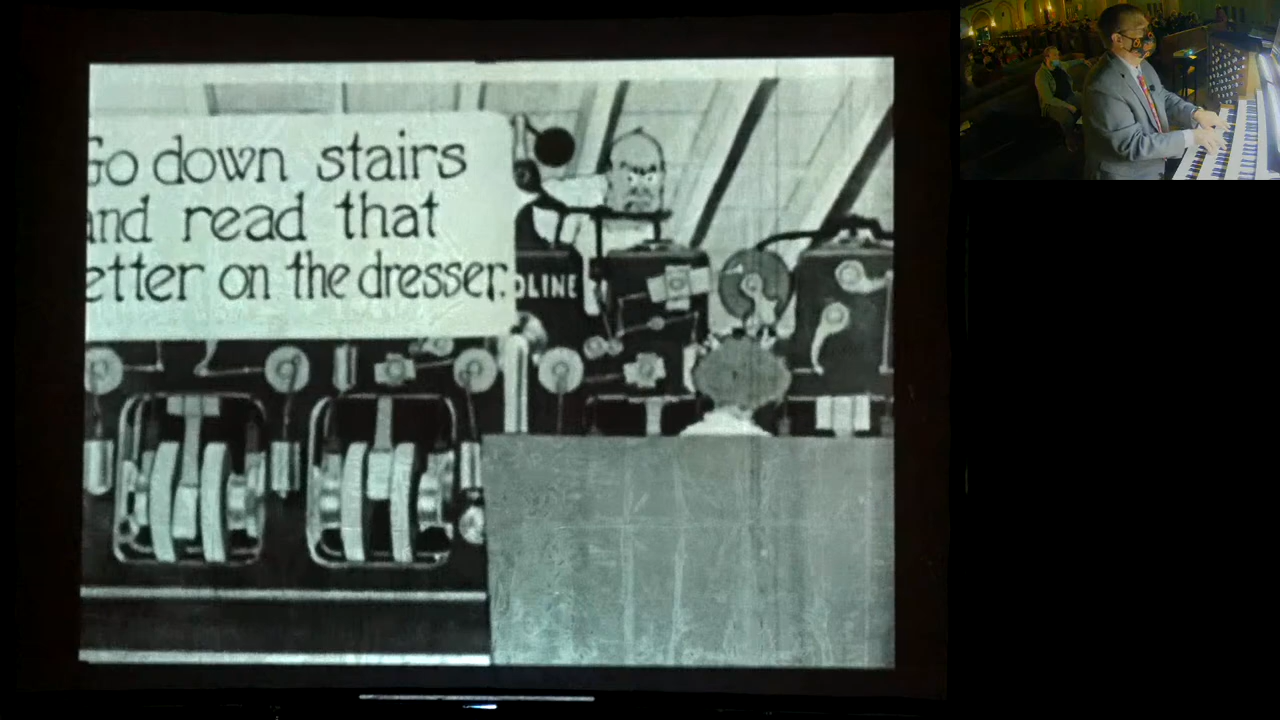 Go down stairs
and read that
etter on the dresser.
OLINE